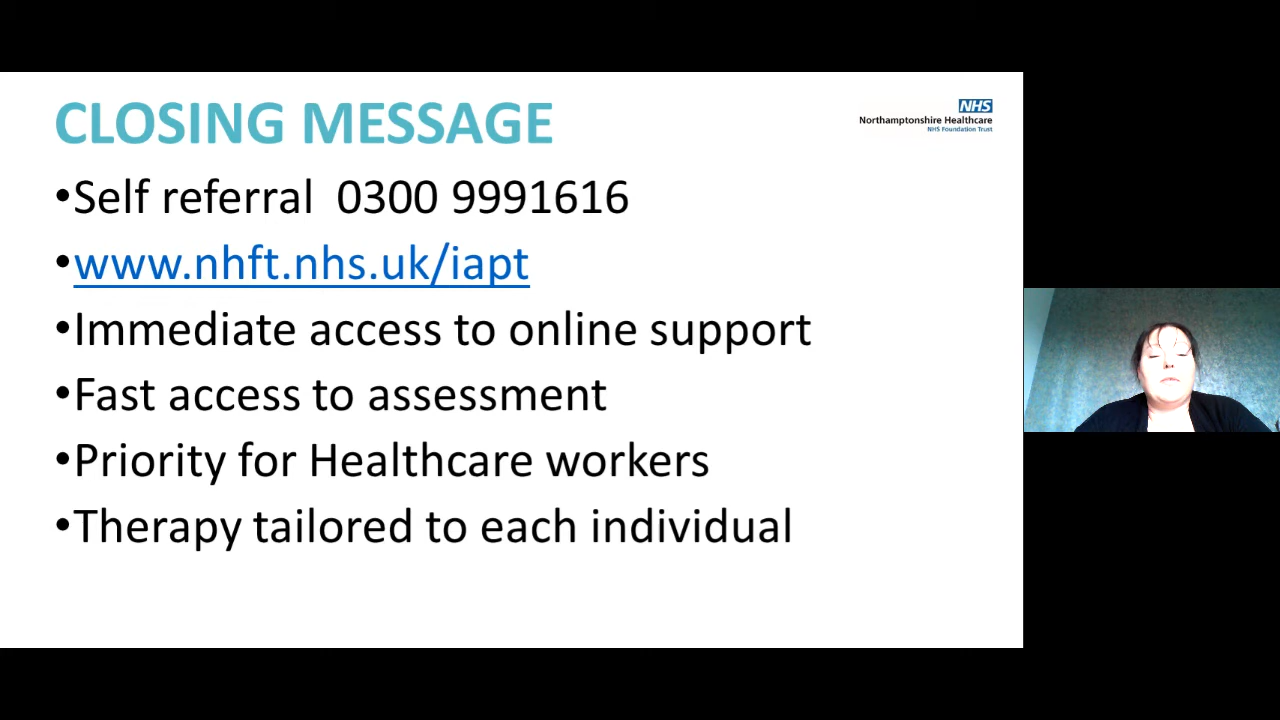 CLOSING MESSAGE
NHS
Northamptonshire Healthcare
NHS Foundation Trust
•Self referral 0300 9991616
•www.nhft.nhs.uk/iapt
•Immediate access to online support
•Fast access to assessment
•Priority for Healthcare workers
•Therapy tailored to each individual